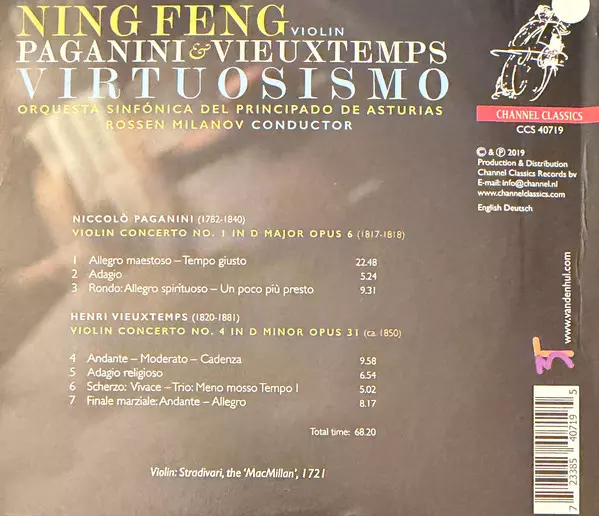 NING FENG VIOLIN
PAGANINI & VIEUXTEMPS
VIRTUOSISMO
ORQUESTA SINFÓNICA DEL PRINCIPADO DE ASTURIAS
ROSSEN MILANOV CONDUCTOR
CHANNEL CLASSICS
CCS 40719
© & ℗ 2019
Production & Distribution
Channel Classics Records bv
E-mail: info@channel.nl
www.channelclassics.com
English Deutsch
NICCOLÒ PAGANINI (1782-1840)
VIOLIN CONCERTO NO. 1 IN D MAJOR OPUS 6 (1817-1818)
1 Allegro maestoso – Tempo giusto 22.48
2 Adagio 5.24
3 Rondo: Allegro spirituoso – Un poco più presto 9.31
HENRI VIEUXTEMPS (1820-1881)
VIOLIN CONCERTO NO. 4 IN D MINOR OPUS 31 (ca. 1850)
4 Andante – Moderato – Cadenza 9.58
5 Adagio religioso 6.54
6 Scherzo: Vivace – Trio: Meno mosso Tempo I 5.02
7 Finale marziale: Andante – Allegro 8.17
Total time: 68.20
Violin: Stradivari, the ‘MacMillan’, 1721
www.vandenhul.com
7 23385 40719 5